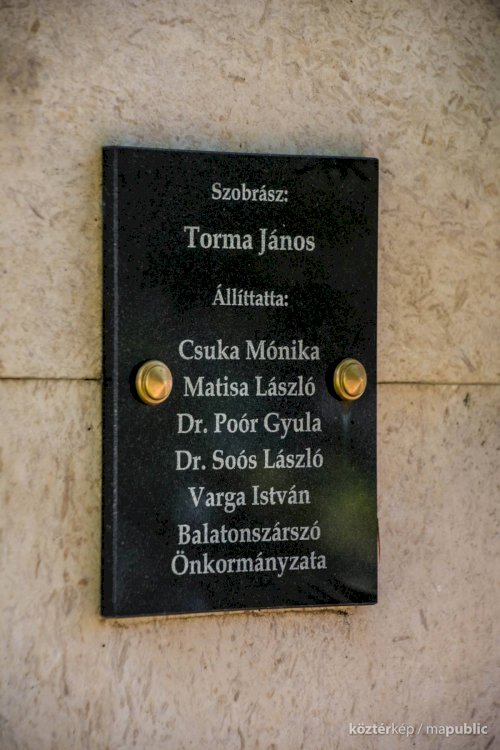 Szobrász:
Torma János
Állíttatta:
Csuka Mónika
Matisa László
Dr. Poór Gyula
Dr. Soós László
Varga István
Balatonszárszó
Önkormányzata
köztérkép / mapublic